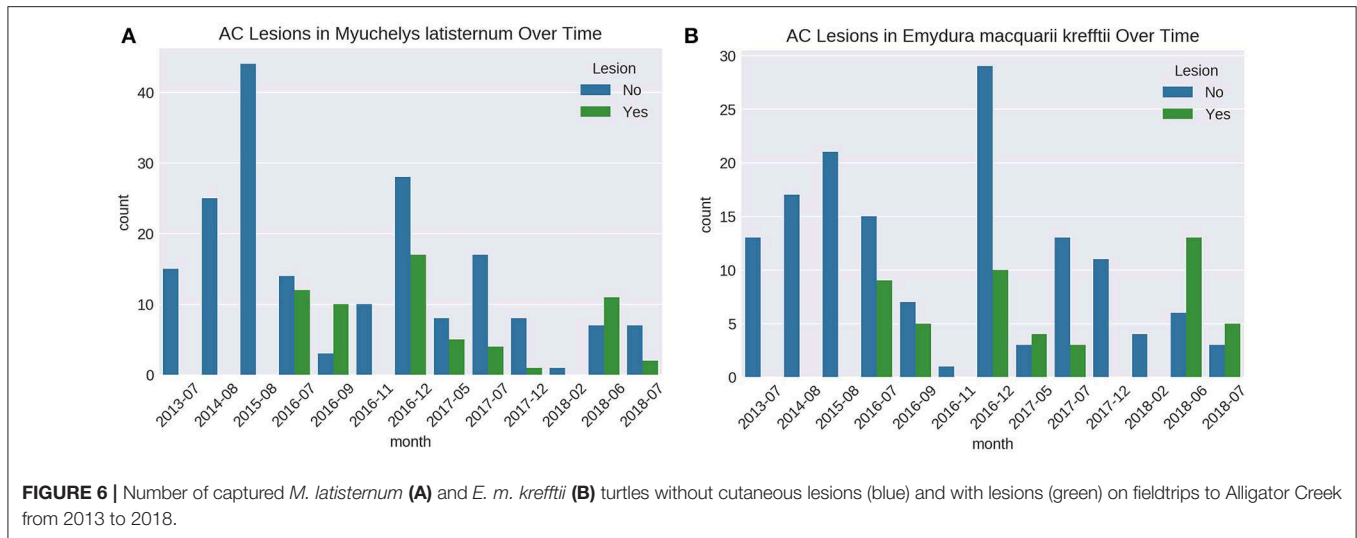 A
AC Lesions in Myuchelys latisternum Over Time
Lesion
No
Yes
40
30
20
10
0
count
2013-07
2014-08
2015-08
2016-07
2016-09
2016-11
2016-12
2017-05
2017-07
2017-12
2018-02
2018-06
2018-07
month
B
AC Lesions in Emydura macquarii krefftii Over Time
Lesion
No
Yes
30
25
20
15
10
5
0
count
2013-07
2014-08
2015-08
2016-07
2016-09
2016-11
2016-12
2017-05
2017-07
2017-12
2018-02
2018-06
2018-07
month
FIGURE 6 | Number of captured M. latisternum (A) and E. m. krefftii (B) turtles without cutaneous lesions (blue) and with lesions (green) on fieldtrips to Alligator Creek
from 2013 to 2018.